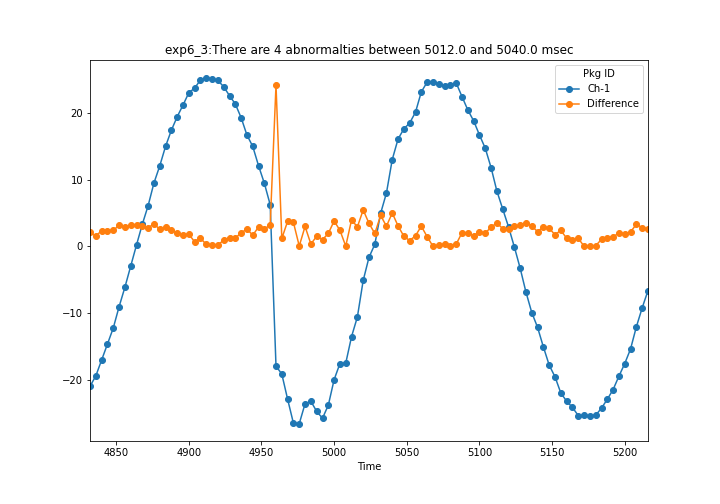 exp6_3:There are 4 abnormalties between 5012.0 and 5040.0 msec
Pkg ID
Ch-1
Difference
20
10
0
−10
−20
4850 4900 4950 5000 5050 5100 5150 5200
Time